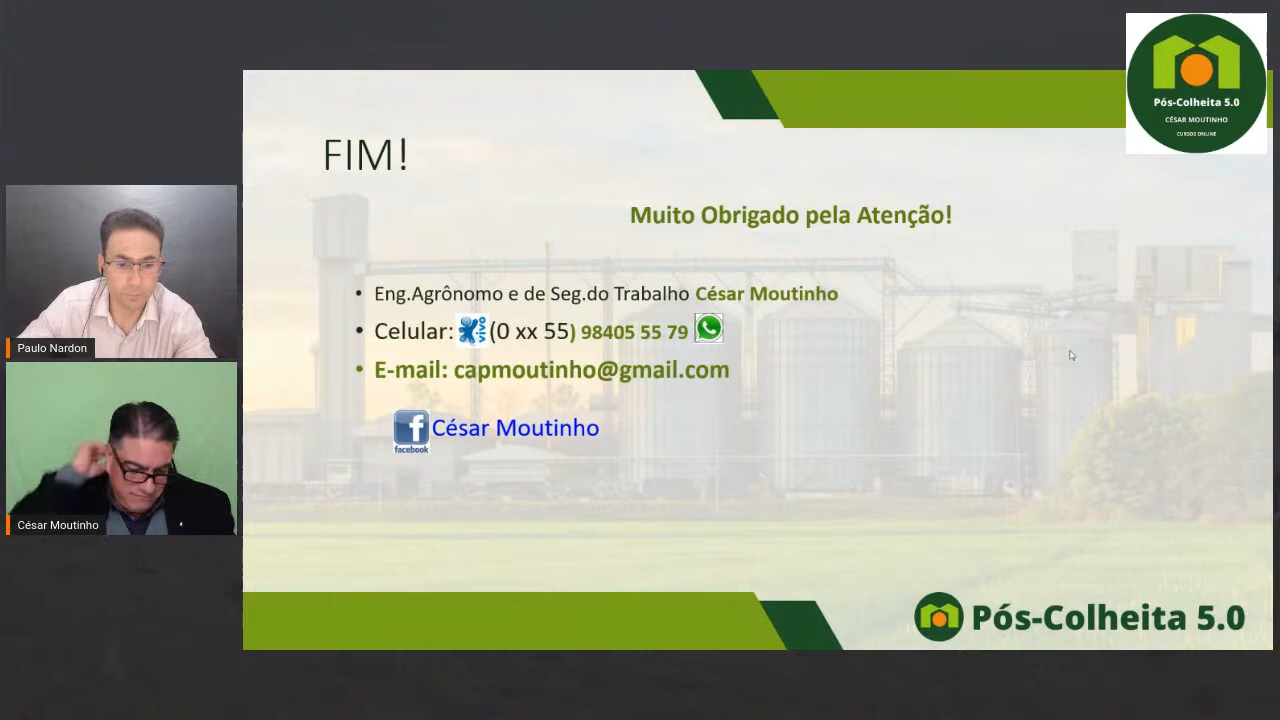 Pós-Colheita 5.0
CÉSAR MOUTINHO
CURSOS ONLINE
FIM!
Muito Obrigado pela Atenção!
• Eng.Agrônomo e de Seg.do Trabalho César Moutinho
• Celular: vivo (0 xx 55) 98405 55 79
• E-mail: capmoutinho@gmail.com
facebook
César Moutinho
Paulo Nardon
César Moutinho
Pós-Colheita 5.0